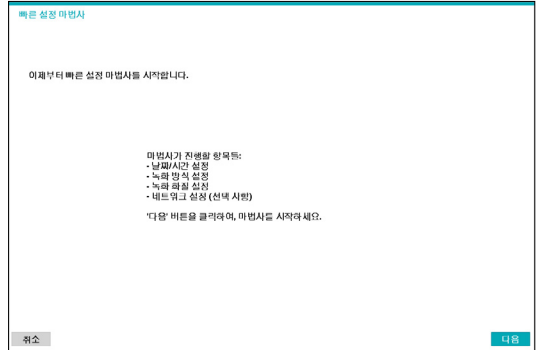 빠른 설정 마법사
이제부터 빠른 설정 마법사를 시작합니다.
마법사가 진행할 항목들:
- 날짜/시간 설정
- 녹화 방식 설정
- 녹화 화질 설정
- 네트워크 설정 (선택 사항)
'다음' 버튼을 클릭하여, 마법사를 시작하세요.
취소
다음